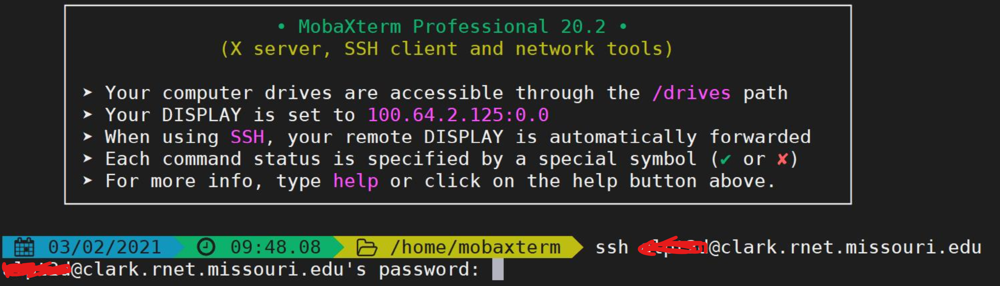 • MobaXterm Professional 20.2 •
(X server, SSH client and network tools)
➤ Your computer drives are accessible through the /drives path
➤ Your DISPLAY is set to 100.64.2.125:0.0
➤ When using SSH, your remote DISPLAY is automatically forwarded
➤ Each command status is specified by a special symbol (✔ or ✘)
➤ For more info, type help or click on the help button above.
03/02/2021 09:48.08 /home/mobaxterm ssh @clark.rnet.missouri.edu
@clark.rnet.missouri.edu's password: